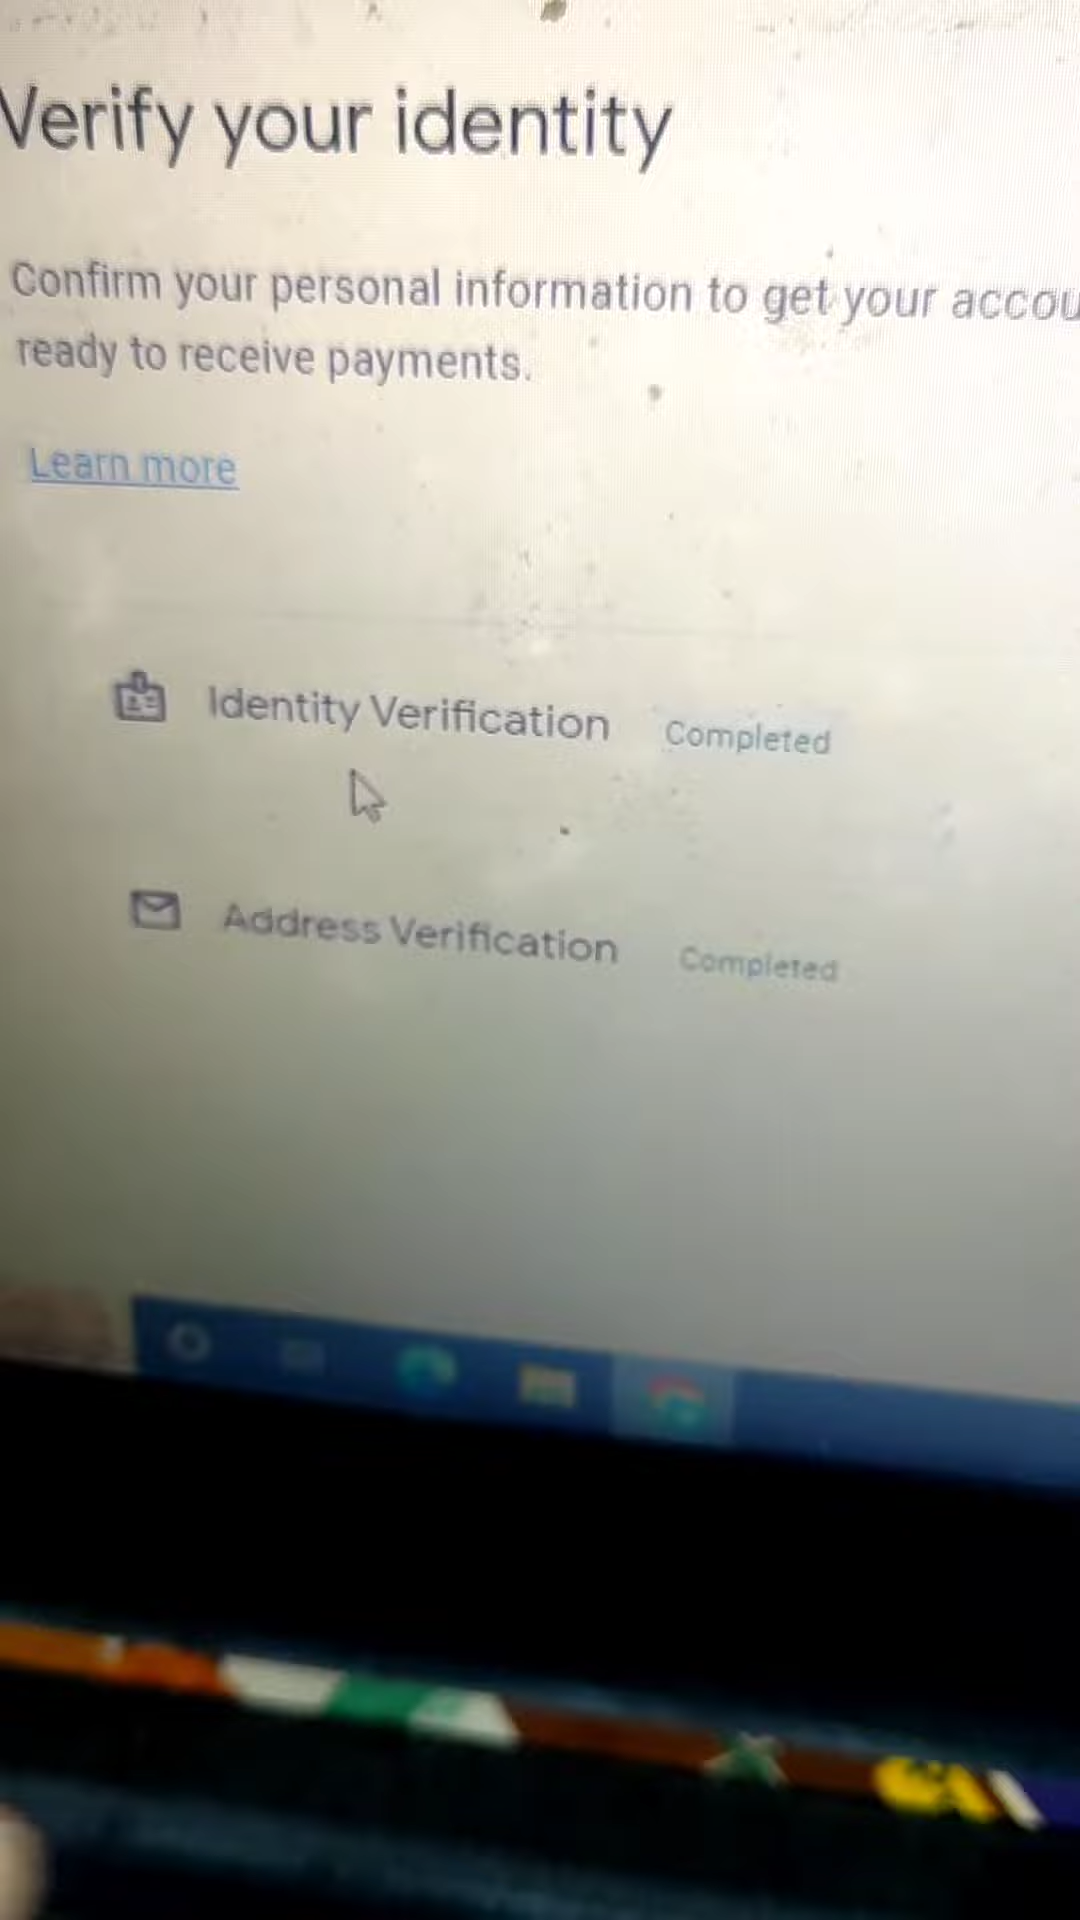 Verify your identity
Confirm your personal information to get your accou
ready to receive payments.
Learn more
Identity Verification Completed
Address Verification Completed